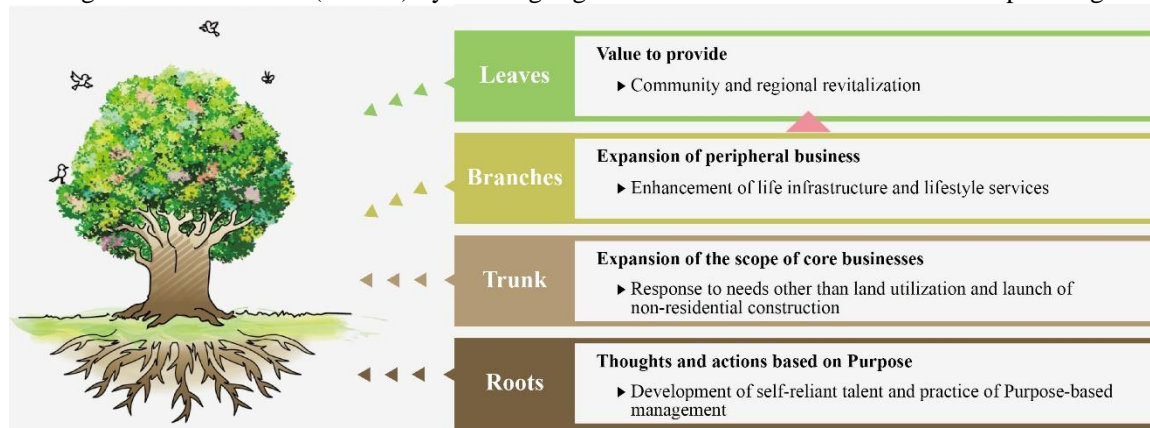 Leaves
Value to provide
▶ Community and regional revitalization
Branches
Expansion of peripheral business
▶ Enhancement of life infrastructure and lifestyle services
Trunk
Expansion of the scope of core businesses
▶ Response to needs other than land utilization and launch of
non-residential construction
Roots
Thoughts and actions based on Purpose
▶ Development of self-reliant talent and practice of Purpose-based
management